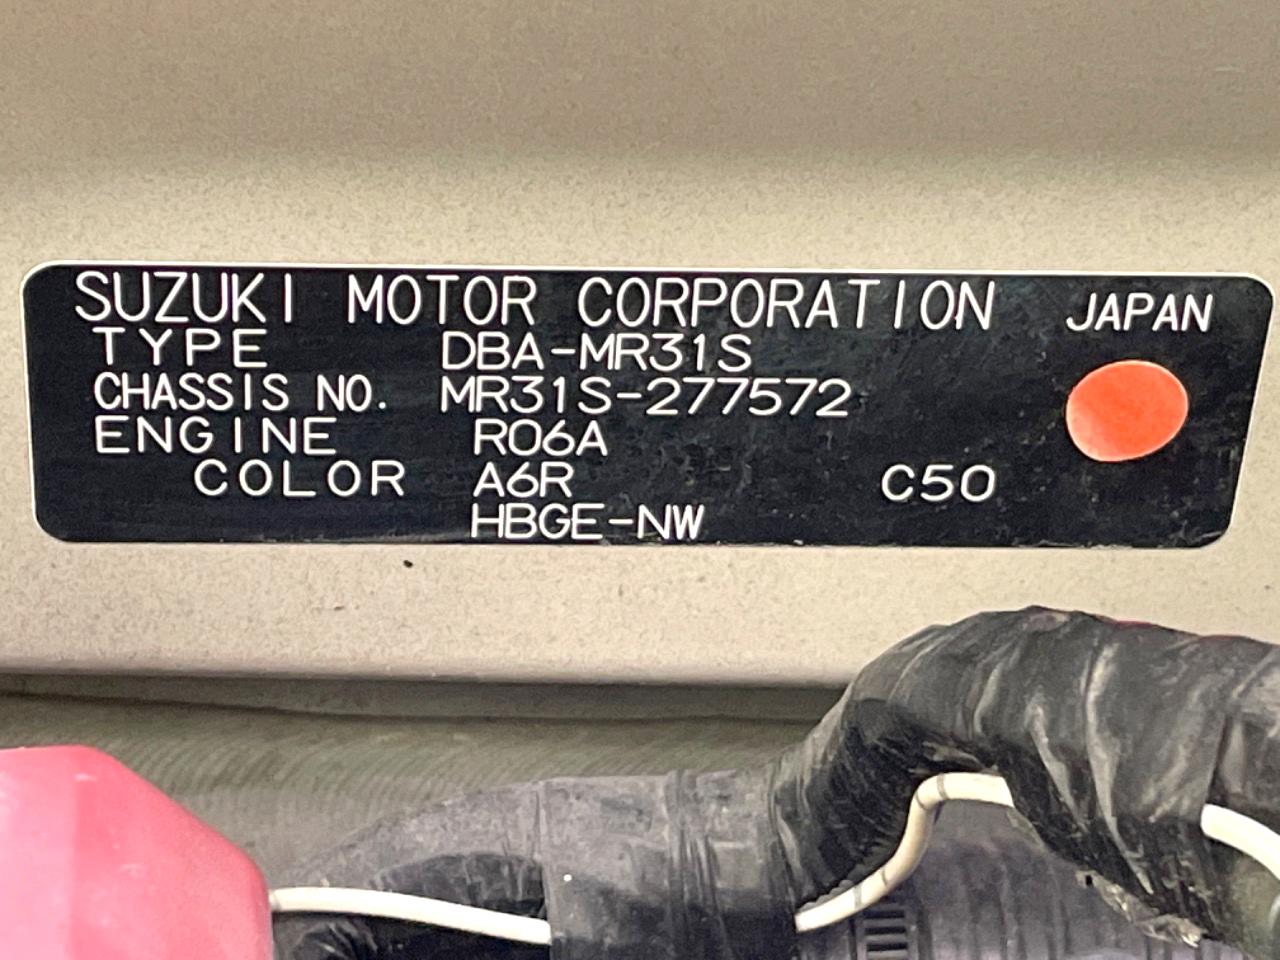 SUZUKI MOTOR CORPORATION JAPAN
TYPE DBA-MR31S
CHASSIS NO. MR31S-277572
ENGINE R06A
COLOR A6R C50
HBGE-NW